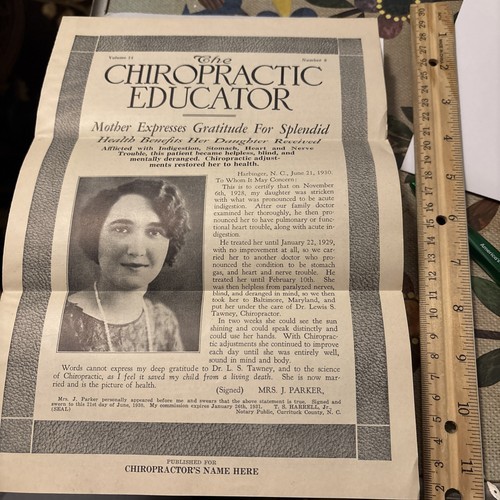 Volume 14
Number 6
The
CHIROPRACTIC
EDUCATOR
Mother Expresses Gratitude For Splendid
Health Benefits Her Daughter Received
Afflicted with Indigestion, Stomach, Heart and Nerve
Trouble, this patient became helpless, blind, and
mentally deranged. Chiropractic adjust-
ments restored her to health.
Harbinger, N. C., June 21, 1930.
To Whom It May Concern:
This is to certify that on November
6th, 1928, my daughter was stricken
with what was pronounced to be acute
indigestion. After our family doctor
examined her thoroughly, he then pro-
nounced her to have pulmonary or func-
tional heart trouble, along with acute in-
digestion.
He treated her until January 22, 1929,
with no improvement at all, so we car-
ried her to another doctor who pro-
nounced the condition to be stomach
gas, and heart and nerve trouble. He
treated her until February 10th. She
was then helpless from paralyzed nerves,
blind, and deranged in mind, so we then
took her to Baltimore, Maryland, and
put her under the care of Dr. Lewis S.
Tawney, Chiropractor.
In two weeks she could see the sun
shining and could speak distinctly and
could use her hands. With Chiroprac-
tic adjustments she continued to improve
each day until she was entirely well,
sound in mind and body.
Words cannot express my deep gratitude to Dr. L. S. Tawney, and to the science
of Chiropractic, as I feel it saved my child from a living death. She is now mar-
ried and is the picture of health.
(Signed) MRS. J. PARKER,
Mrs. J. Parker personally appeared before me and swears that the above statement is true. Signed and
sworn to this 21st day of June, 1930. My commission expires January 26th, 1931. T. S. HARRELL, Jr.,
(SEAL) Notary Public, Currituck County, N. C.
PUBLISHED FOR
CHIROPRACTOR'S NAME HERE